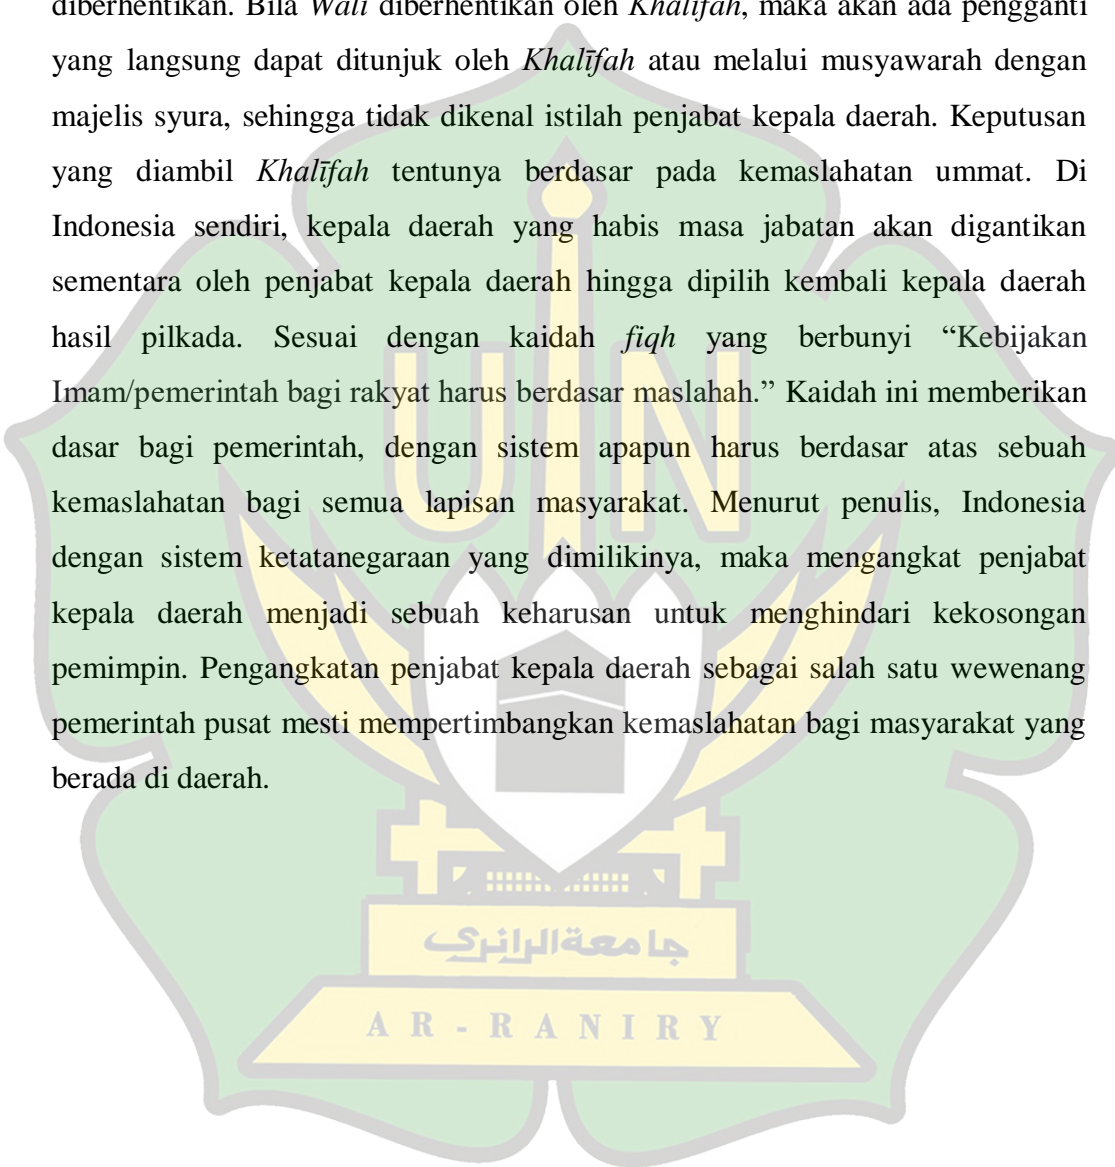 diberhentikan. Bila Wali diberhentikan oleh Khalīfah, maka akan ada pengganti
yang langsung dapat ditunjuk oleh Khalīfah atau melalui musyawarah dengan
majelis syura, sehingga tidak dikenal istilah penjabat kepala daerah. Keputusan
yang diambil Khalīfah tentunya berdasar pada kemaslahatan ummat. Di
Indonesia sendiri, kepala daerah yang habis masa jabatan akan digantikan
sementara oleh penjabat kepala daerah hingga dipilih kembali kepala daerah
hasil pilkada. Sesuai dengan kaidah fiqh yang berbunyi “Kebijakan
Imam/pemerintah bagi rakyat harus berdasar maslahah.” Kaidah ini memberikan
dasar bagi pemerintah, dengan sistem apapun harus berdasar atas sebuah
kemaslahatan bagi semua lapisan masyarakat. Menurut penulis, Indonesia
dengan sistem ketatanegaraan yang dimilikinya, maka mengangkat penjabat
kepala daerah menjadi sebuah keharusan untuk menghindari kekosongan
pemimpin. Pengangkatan penjabat kepala daerah sebagai salah satu wewenang
pemerintah pusat mesti mempertimbangkan kemaslahatan bagi masyarakat yang
berada di daerah.
UIN
جامعة الرانري
AR-RANIRY